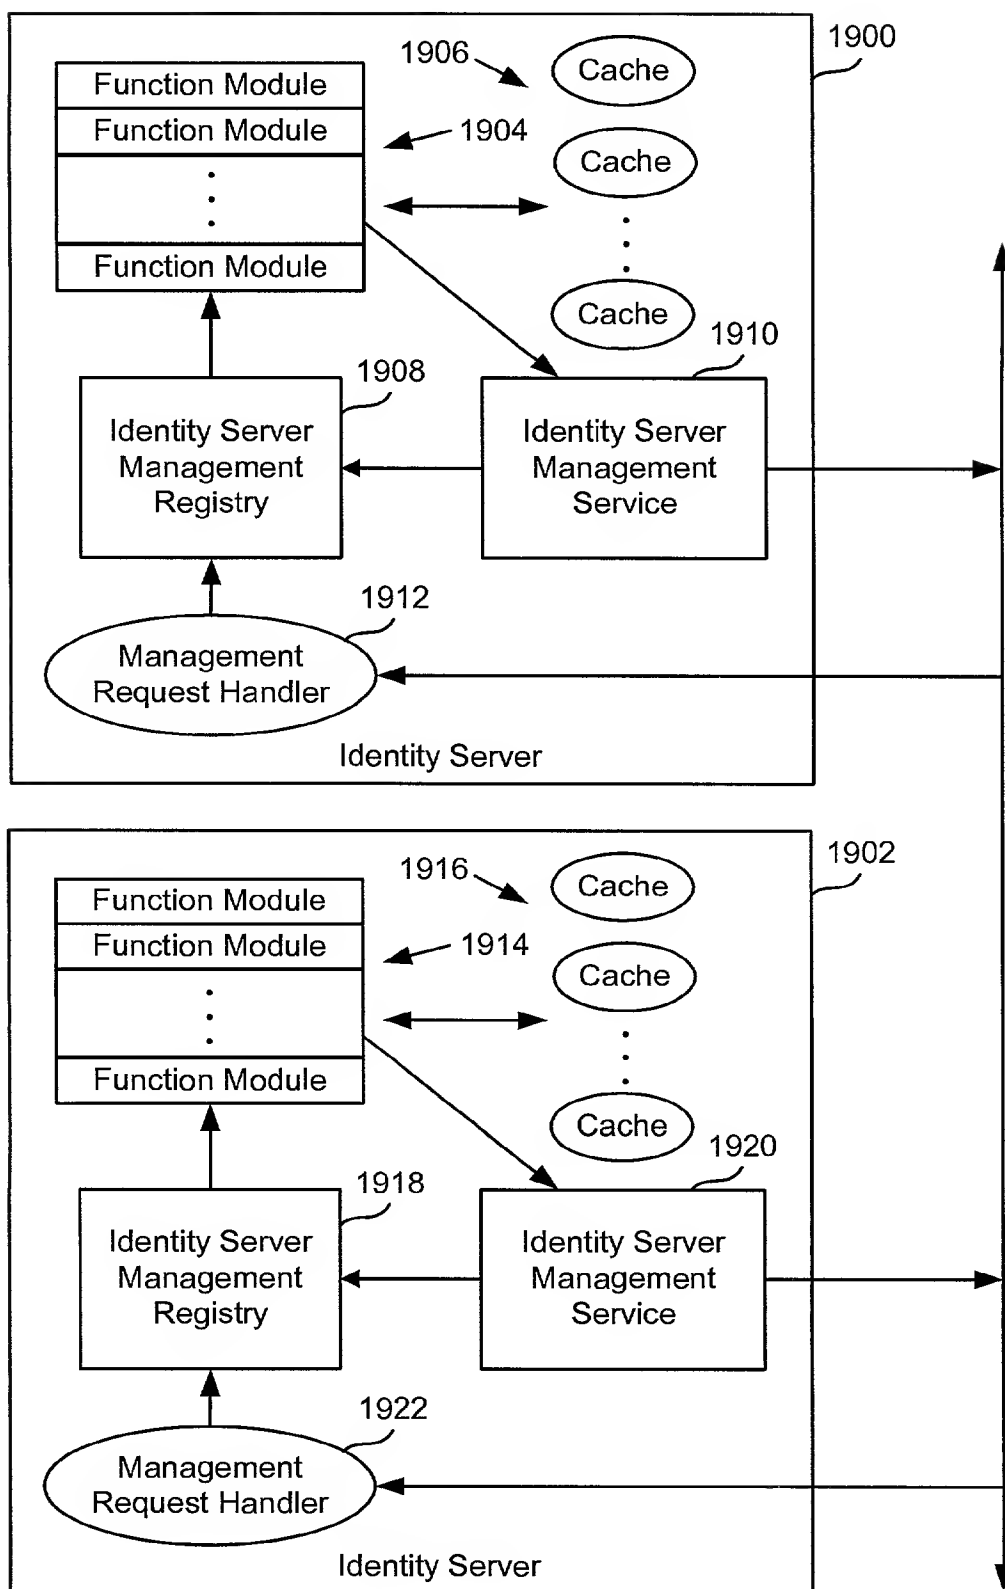 1900
1906
Cache
Function Module
Function Module
1904
Cache
Function Module
Cache
1910
1908
Identity Server
Management
Registry
Identity Server
Management
Service
1912
Management
Request Handler
Identity Server
1902
1916
Cache
Function Module
Function Module
1914
Cache
Function Module
Cache
1920
1918
Identity Server
Management
Registry
Identity Server
Management
Service
1922
Management
Request Handler
Identity Server